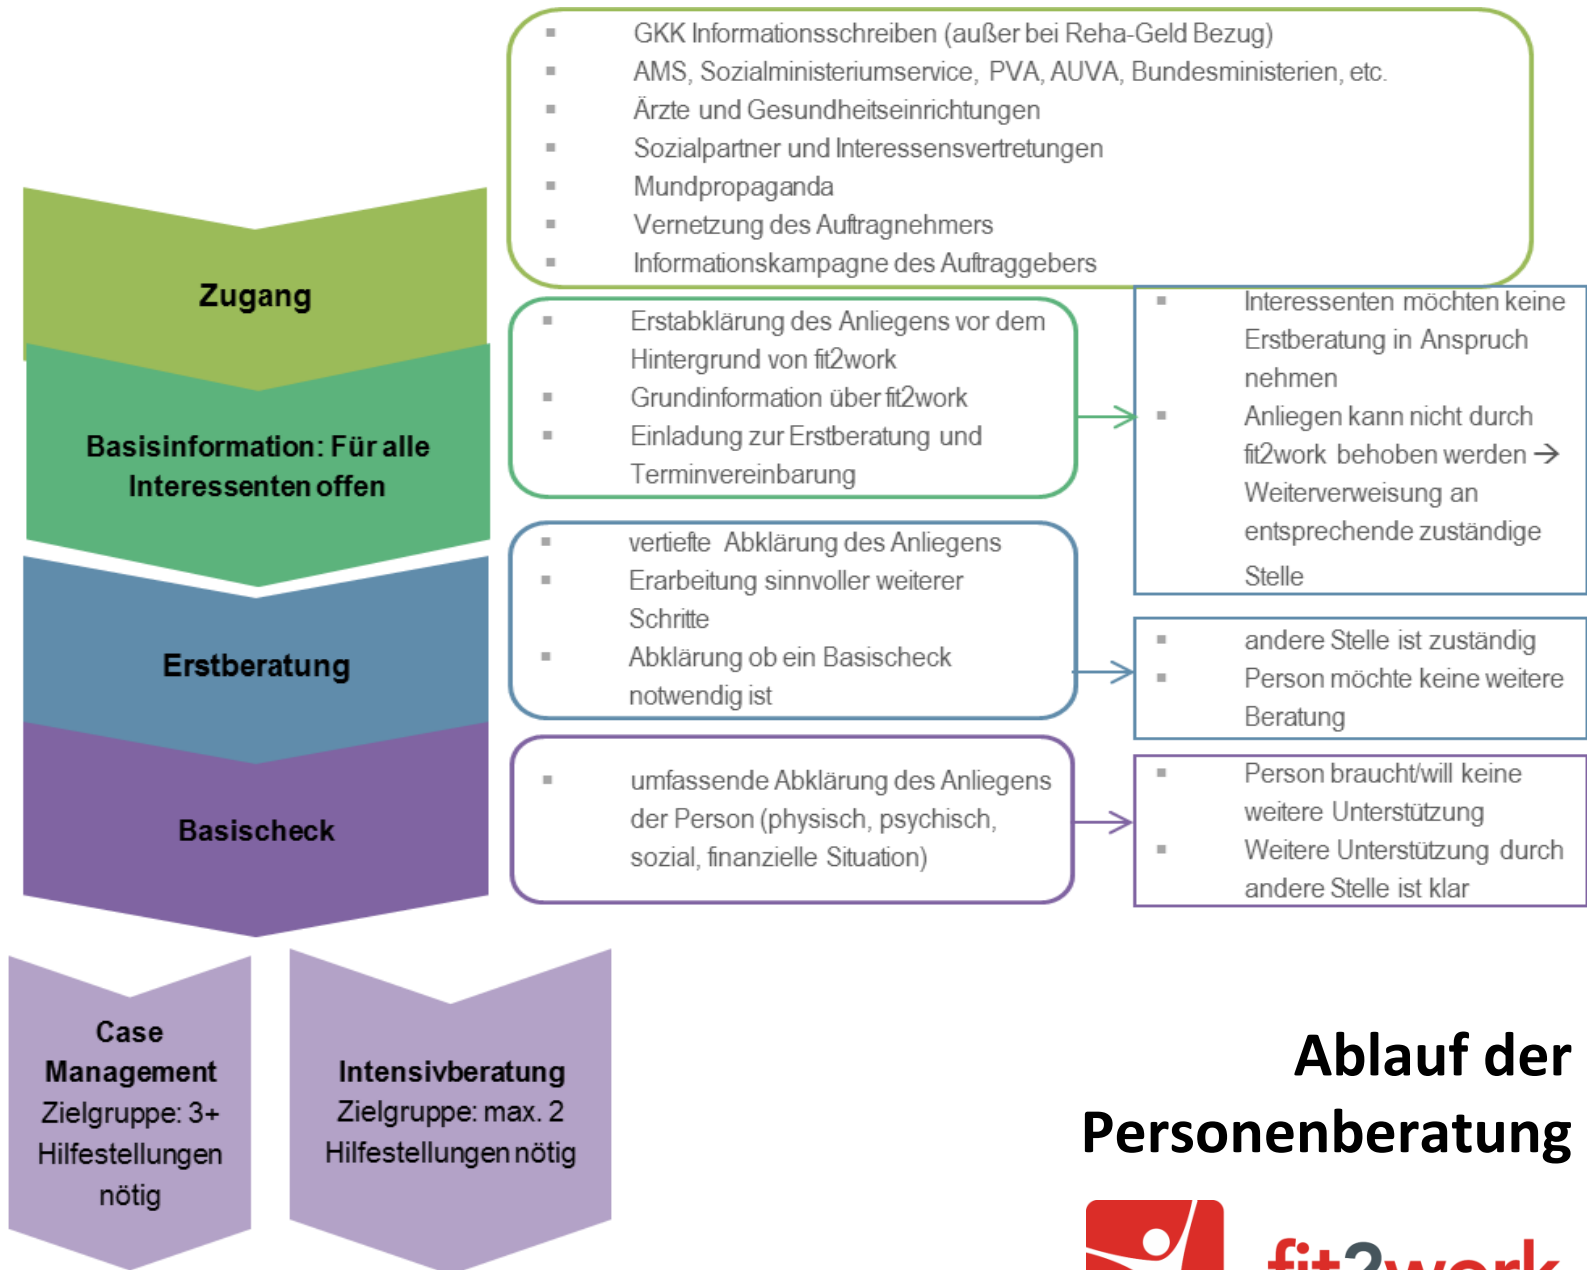 GKK Informationsschreiben (außer bei Reha-Geld Bezug)
AMS, Sozialministeriumservice, PVA, AUVA, Bundesministerien, etc.
Ärzte und Gesundheitseinrichtungen
Sozialpartner und Interessensvertretungen
Mundpropaganda
Vernetzung des Auftragnehmers
Informationskampagne des Auftraggebers
Zugang
Erstabklärung des Anliegens vor dem
Hintergrund von fit2work
Grundinformation über fit2work
Einladung zur Erstberatung und
Terminvereinbarung
Interessenten möchten keine
Erstberatung in Anspruch
nehmen
Anliegen kann nicht durch
fit2work behoben werden →
Weiterverweisung an
entsprechende zuständige
Stelle
Basisinformation: Für alle
Interessenten offen
vertiefte Abklärung des Anliegens
Erarbeitung sinnvoller weiterer
Schritte
Abklärung ob ein Basischeck
notwendig ist
andere Stelle ist zuständig
Person möchte keine weitere
Beratung
Erstberatung
umfassende Abklärung des Anliegens
der Person (physisch, psychisch,
sozial, finanzielle Situation)
Person braucht/will keine
weitere Unterstützung
Weitere Unterstützung durch
andere Stelle ist klar
Basischeck
Case
Management
Zielgruppe: 3+
Hilfestellungen
nötig
Intensivberatung
Zielgruppe: max. 2
Hilfestellungen nötig
Ablauf der
Personenberatung
fit2work